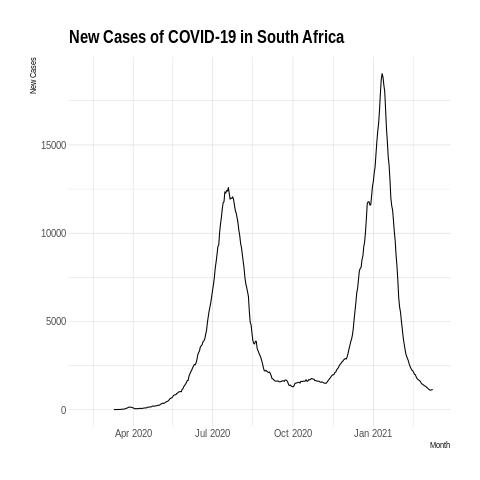 New Cases of COVID-19 in South Africa
New Cases
15000
10000
5000
0
Apr 2020 Jul 2020 Oct 2020 Jan 2021
Month